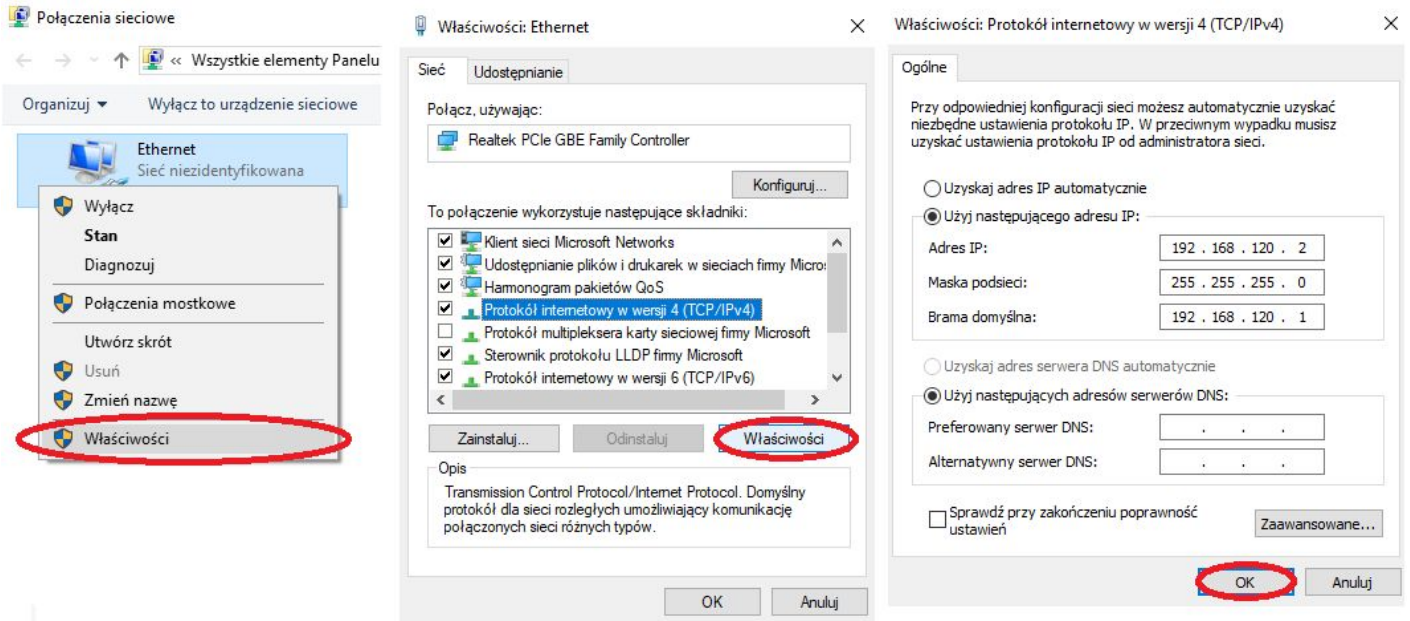 Połączenia sieciowe
« Wszystkie elementy Panelu
Organizuj
Wyłącz to urządzenie sieciowe
Ethernet
Sieć niezidentyfikowana
Wyłącz
Stan
Diagnozuj
Połączenia mostkowe
Utwórz skrót
Usuń
Zmień nazwę
Właściwości
Właściwości: Ethernet
Sieć
Udostępnianie
Połącz, używając:
Realtek PCIe GBE Family Controller
Konfiguruj...
To połączenie wykorzystuje następujące składniki:
Klient sieci Microsoft Networks
Udostępnianie plików i drukarek w sieciach firmy Micro
Harmonogram pakietów QoS
Protokół internetowy w wersji 4 (TCP/IPv4)
Protokół multipleksera karty sieciowej firmy Microsoft
Sterownik protokołu LLDP firmy Microsoft
Protokół internetowy w wersji 6 (TCP/IPv6)
Zainstaluj...
Odinstaluj
Właściwości
Opis
Transmission Control Protocol/Internet Protocol. Domyślny
protokół dla sieci rozległych umożliwiający komunikację
połączonych sieci różnych typów.
OK
Anuluj
Właściwości: Protokół internetowy w wersji 4 (TCP/IPv4)
Ogólne
Przy odpowiedniej konfiguracji sieci możesz automatycznie uzyskać
niezbędne ustawienia protokołu IP. W przeciwnym wypadku musisz
uzyskać ustawienia protokołu IP od administratora sieci.
Uzyskaj adres IP automatycznie
Użyj następującego adresu IP:
Adres IP: 192 . 168 . 120 . 2
Maska podsieci: 255 . 255 . 255 . 0
Brama domyślna: 192 . 168 . 120 . 1
Uzyskaj adres serwera DNS automatycznie
Użyj następujących adresów serwerów DNS:
Preferowany serwer DNS: . . .
Alternatywny serwer DNS: . . .
Sprawdź przy zakończeniu poprawność
ustawień
Zaawansowane...
OK
Anuluj